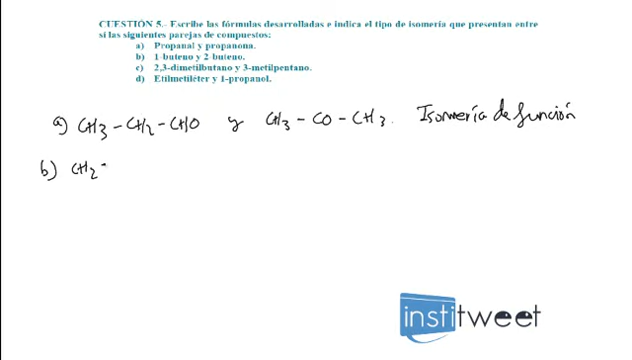 CUESTIÓN 5.- Escribe las fórmulas desarrolladas e indica el tipo de isomería que presentan entre
sí las siguientes parejas de compuestos:
a) Propanal y propanona.
b) 1-buteno y 2-buteno.
c) 2,3-dimetilbutano y 3-metilpentano.
d) Etilmetiléter y 1-propanol.
a) CH3 - CH2 - CHO y CH3 - CO - CH3. Isomería de función
b) CH2 -
institweet